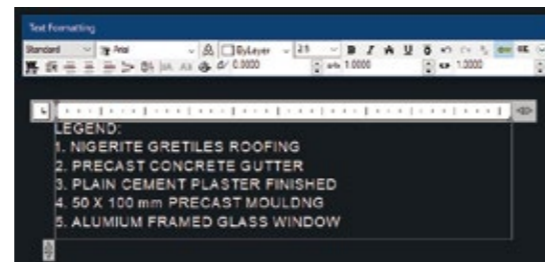 Text Formatting
Standard Arial ByLayer 2.5 B I A U O
0.0000 1.0000 1.0000
LEGEND:
1. NIGERITE GRETILES ROOFING
2. PRECAST CONCRETE GUTTER
3. PLAIN CEMENT PLASTER FINISHED
4. 50 X 100 mm PRECAST MOULDNG
5. ALUMIUM FRAMED GLASS WINDOW